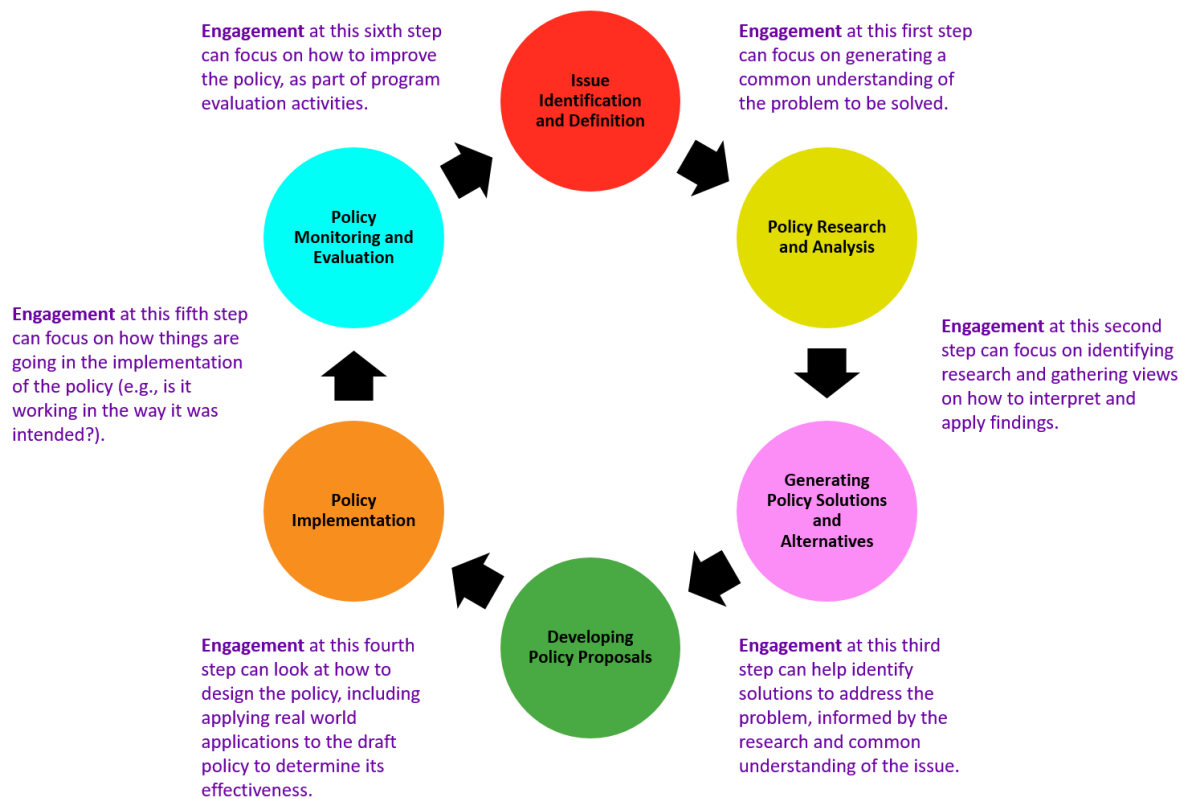 Issue
Identification
and Definition
Engagement at this first step
can focus on generating a
common understanding of
the problem to be solved.
Policy Research
and Analysis
Engagement at this second
step can focus on identifying
research and gathering views
on how to interpret and
apply findings.
Generating
Policy Solutions
and
Alternatives
Engagement at this third
step can help identify
solutions to address the
problem, informed by the
research and common
understanding of the issue.
Developing
Policy Proposals
Engagement at this fourth
step can look at how to
design the policy, including
applying real world
applications to the draft
policy to determine its
effectiveness.
Policy
Implementation
Engagement at this fifth step
can focus on how things are
going in the implementation
of the policy (e.g., is it
working in the way it was
intended?).
Policy
Monitoring and
Evaluation
Engagement at this sixth step
can focus on how to improve
the policy, as part of program
evaluation activities.